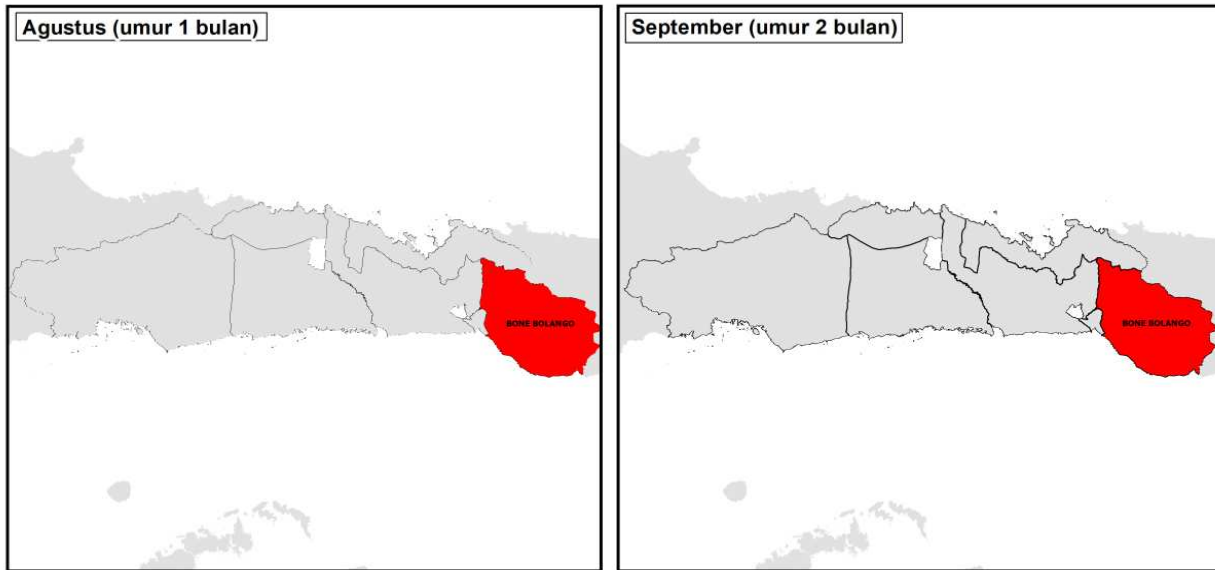 Agustus (umur 1 bulan)
September (umur 2 bulan)
BONE BOLANGO
BONE BOLANGO